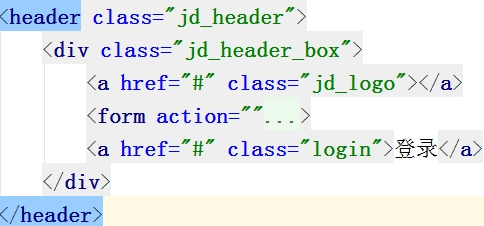 <header class="jd_header">
<div class="jd_header_box">
<a href="#" class="jd_logo"></a>
<form action=""...>
<a href="#" class="login">登录</a>
</div>
</header>